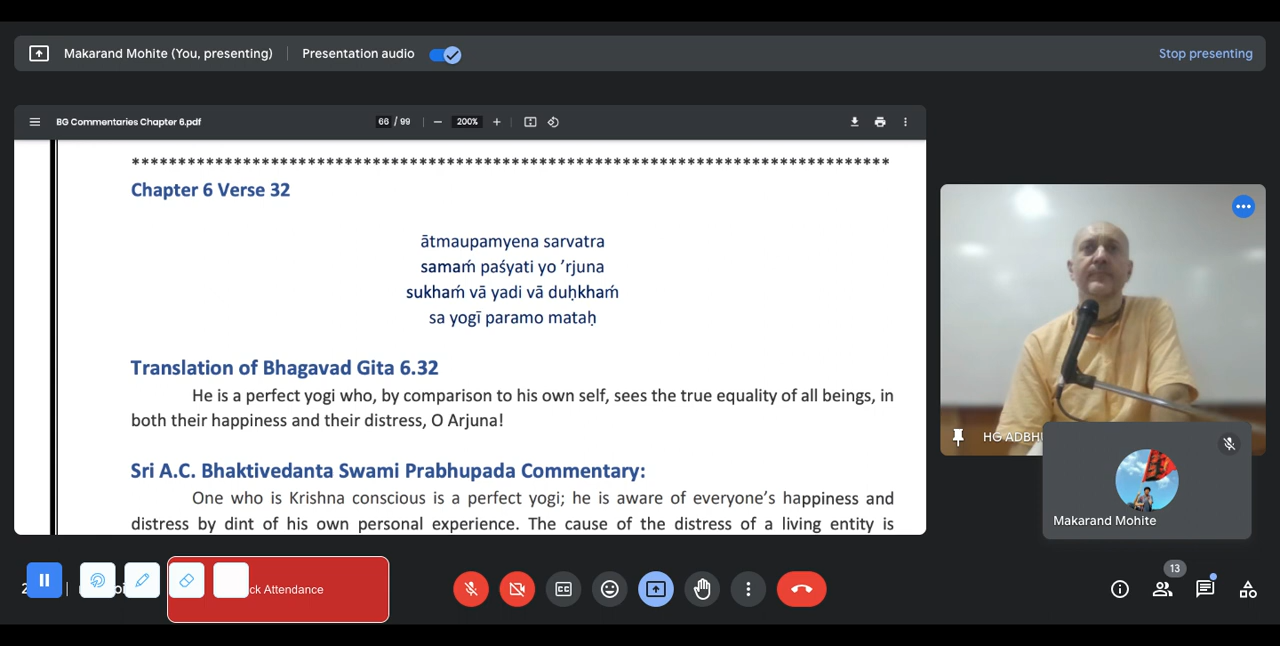 Makarand Mohite (You, presenting)
Presentation audio
Stop presenting
BG Commentaries Chapter 6.pdf
66 / 99
200%
**********************************************************************************
Chapter 6 Verse 32
ātmaupamyena sarvatra
samaṁ paśyati yo ’rjuna
sukhaṁ vā yadi vā duḥkhaṁ
sa yogī paramo mataḥ
Translation of Bhagavad Gita 6.32
He is a perfect yogi who, by comparison to his own self, sees the true equality of all beings, in
both their happiness and their distress, O Arjuna!
Sri A.C. Bhaktivedanta Swami Prabhupada Commentary:
One who is Krishna conscious is a perfect yogi; he is aware of everyone’s happiness and
distress by dint of his own personal experience. The cause of the distress of a living entity is
HG ADBH
Makarand Mohite
ck Attendance
13